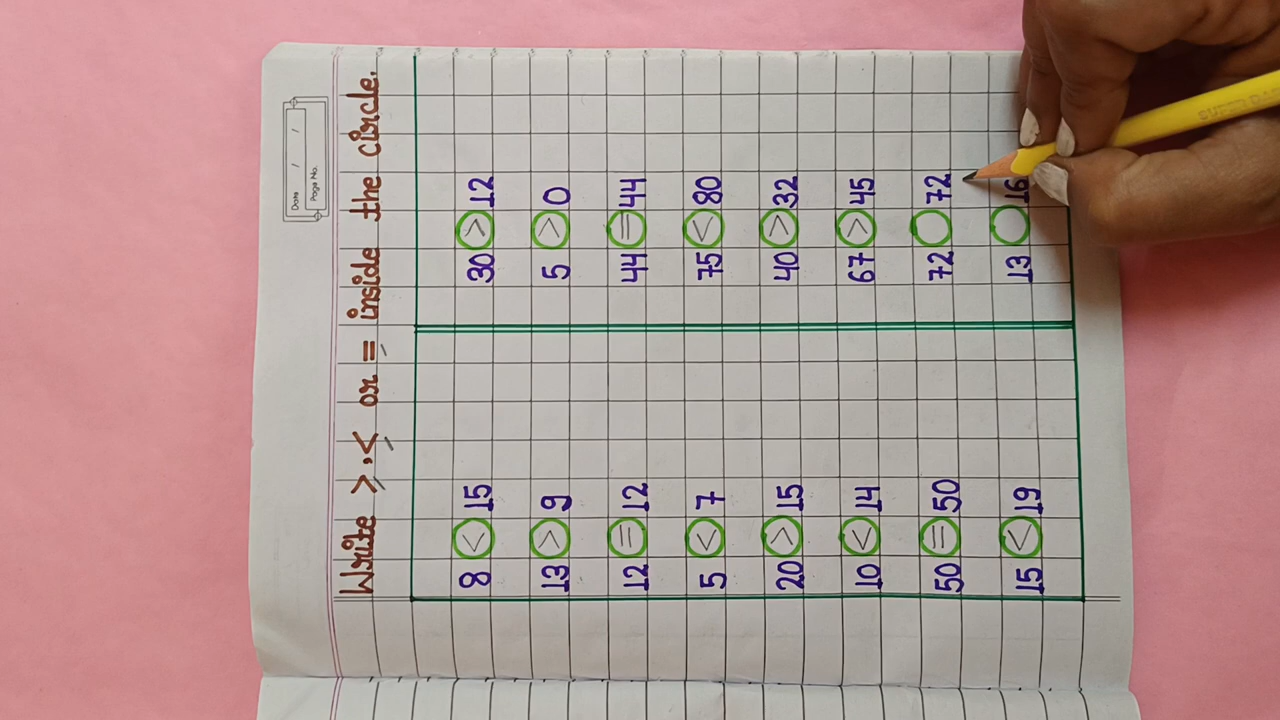 Date / /
Page No.
Write >, < or = inside the circle.
8 < 15
13 > 9
12 = 12
5 < 7
20 > 15
10 < 14
50 = 50
15 < 19
30 > 12
5 > 0
44 = 44
75 < 80
40 > 32
67 > 45
72 72
13 16